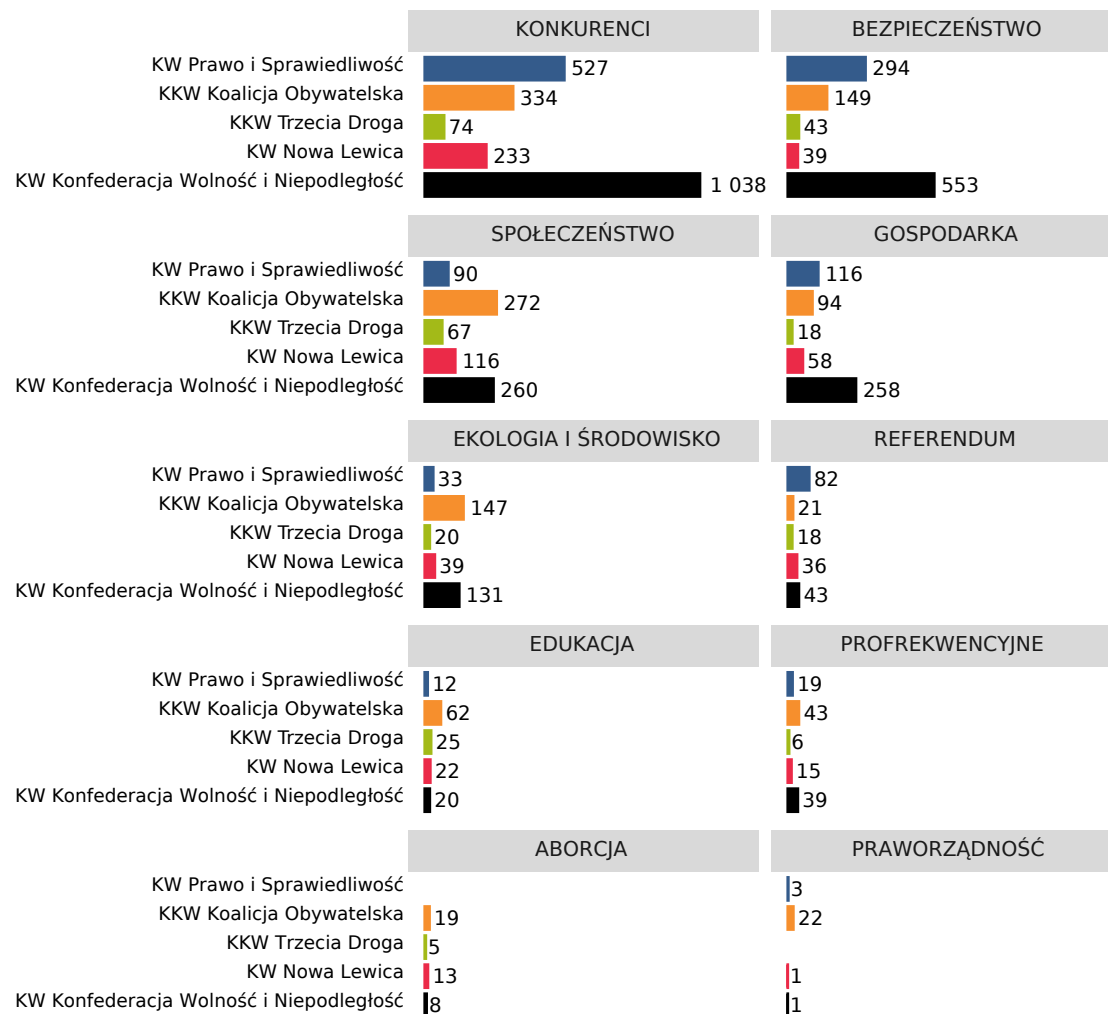 KONKURENCI BEZPIECZEŃSTWO
KW Prawo i Sprawiedliwość 527 294
KKW Koalicja Obywatelska 334 149
KKW Trzecia Droga 74 43
KW Nowa Lewica 233 39
KW Konfederacja Wolność i Niepodległość 1 038 553
SPOŁECZEŃSTWO GOSPODARKA
KW Prawo i Sprawiedliwość 90 116
KKW Koalicja Obywatelska 272 94
KKW Trzecia Droga 67 18
KW Nowa Lewica 116 58
KW Konfederacja Wolność i Niepodległość 260 258
EKOLOGIA I ŚRODOWISKO REFERENDUM
KW Prawo i Sprawiedliwość 33 82
KKW Koalicja Obywatelska 147 21
KKW Trzecia Droga 20 18
KW Nowa Lewica 39 36
KW Konfederacja Wolność i Niepodległość 131 43
EDUKACJA PROFREKWENCYJNE
KW Prawo i Sprawiedliwość 12 19
KKW Koalicja Obywatelska 62 43
KKW Trzecia Droga 25 6
KW Nowa Lewica 22 15
KW Konfederacja Wolność i Niepodległość 20 39
ABORCJA PRAWORZĄDNOŚĆ
KW Prawo i Sprawiedliwość 3
KKW Koalicja Obywatelska 19 22
KKW Trzecia Droga 5
KW Nowa Lewica 13 1
KW Konfederacja Wolność i Niepodległość 8 1